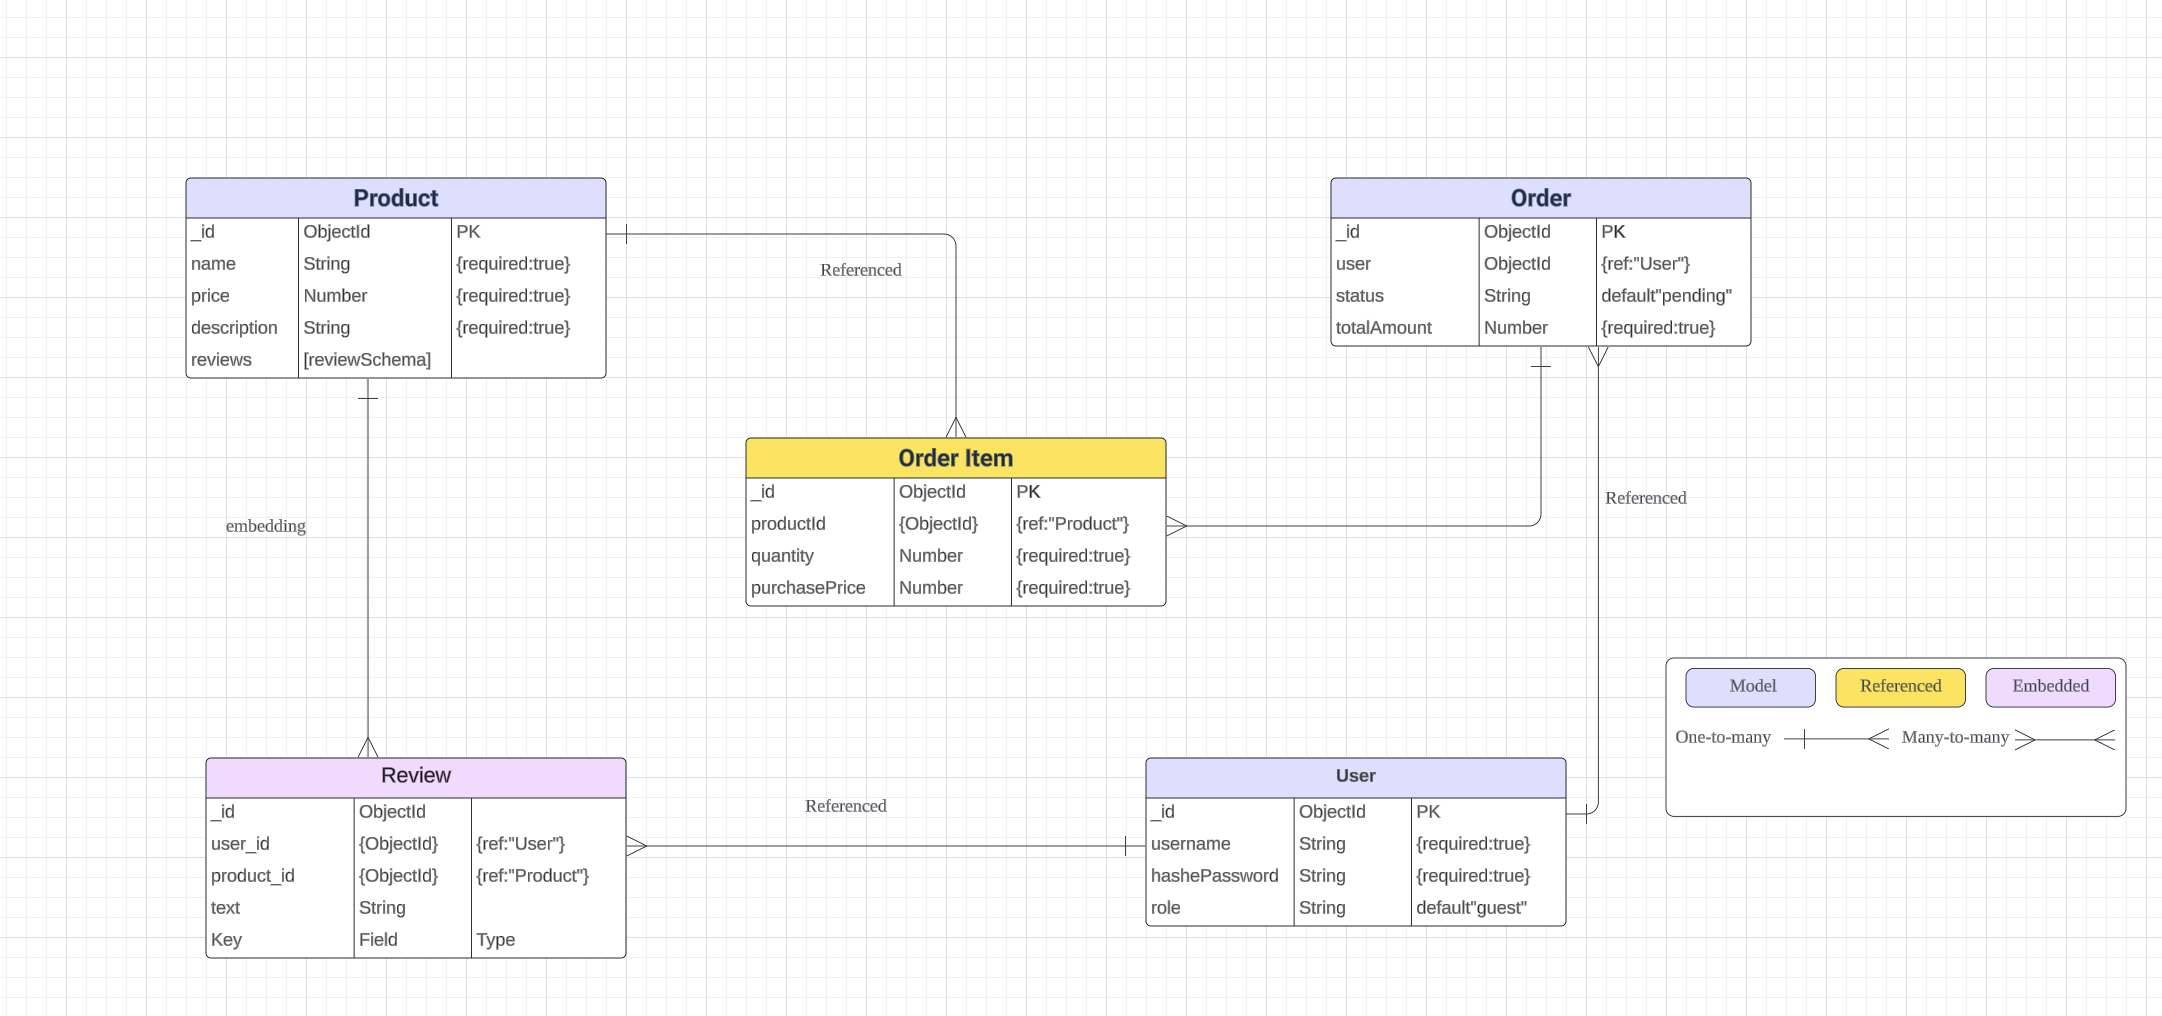 Product
_id ObjectId PK
name String {required:true}
price Number {required:true}
description String {required:true}
reviews [reviewSchema]
Referenced
Order
_id ObjectId PK
user ObjectId {ref:"User"}
status String default"pending"
totalAmount Number {required:true}
Order Item
_id ObjectId PK
productId {ObjectId} {ref:"Product"}
quantity Number {required:true}
purchasePrice Number {required:true}
embedding
Referenced
Review
_id ObjectId
user_id {ObjectId} {ref:"User"}
product_id {ObjectId} {ref:"Product"}
text String
Key Field Type
Referenced
User
_id ObjectId PK
username String {required:true}
hashePassword String {required:true}
role String default"guest"
Model Referenced Embedded
One-to-many Many-to-many